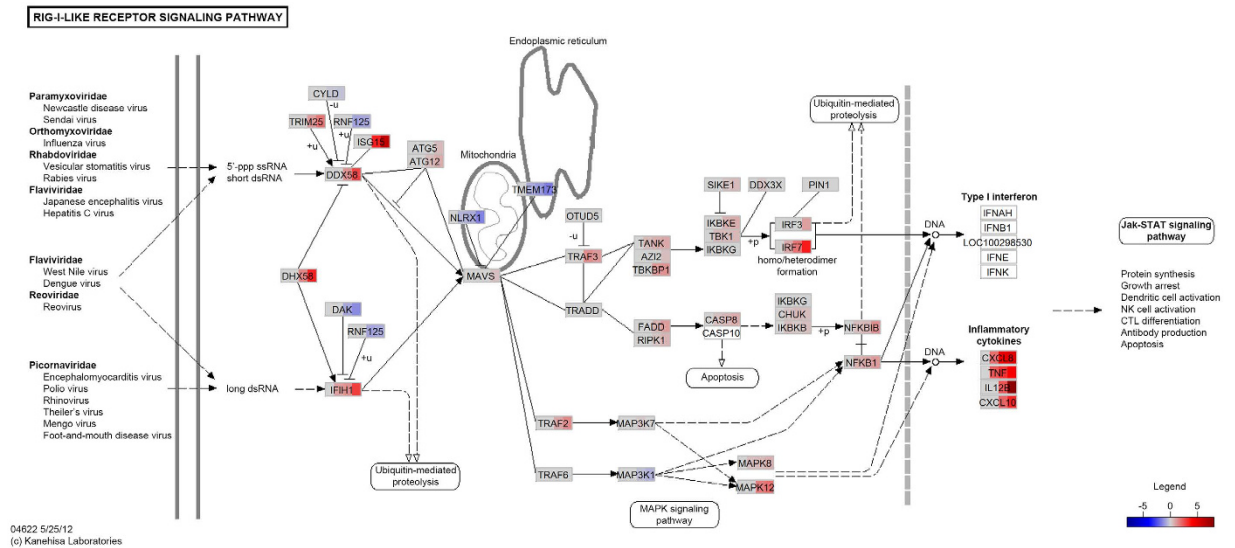 RIG-I-LIKE RECEPTOR SIGNALING PATHWAY
Endoplasmic reticulum
Paramyxoviridae
Newcastle disease virus
Sendai virus
Orthomyxoviridae
Influenza virus
Rhabdoviridae
Vesicular stomatitis virus
Rabies virus
Flaviviridae
Japanese encephalitis virus
Hepatitis C virus
Flaviviridae
West Nile virus
Dengue virus
Reoviridae
Reovirus
Picornaviridae
Encephalomyocarditis virus
Polio virus
Rhinovirus
Theiler's virus
Mengo virus
Foot-and-mouth disease virus
5'-ppp ssRNA
short dsRNA
long dsRNA
CYLD
-u
TRIM25
RNF125
+u
+u
ISG15
DDX58
DHX58
DAK
RNF125
+u
IFIH1
Ubiquitin-mediated
proteolysis
ATG5
ATG12
Mitochondria
TMEM173
NLRX1
MAVS
OTUD5
-u
TRAF3
TRADD
TANK
AZI2
TBKBP1
FADD
RIPK1
TRAF2
TRAF6
MAP3K7
MAP3K1
SIKE1
DDX3X
PIN1
IKBKE
TBK1
IKBKG
+p
IRF3
IRF7
homo/heterodimer
formation
Ubiquitin-mediated
proteolysis
CASP8
CASP10
Apoptosis
IKBKG
CHUK
IKBKB
+p
NFKBIB
NFKB1
MAPK8
MAPK12
MAPK signaling
pathway
DNA
DNA
Type I interferon
IFNAH
IFNB1
LOC100298530
IFNE
IFNK
Inflammatory
cytokines
CXCL8
TNF
IL12B
CXCL10
Jak-STAT signaling
pathway
Protein synthesis
Growth arrest
Dendritic cell activation
NK cell activation
CTL differentiation
Antibody production
Apoptosis
Legend
-5 0 5
04622 5/25/12
(c) Kanehisa Laboratories